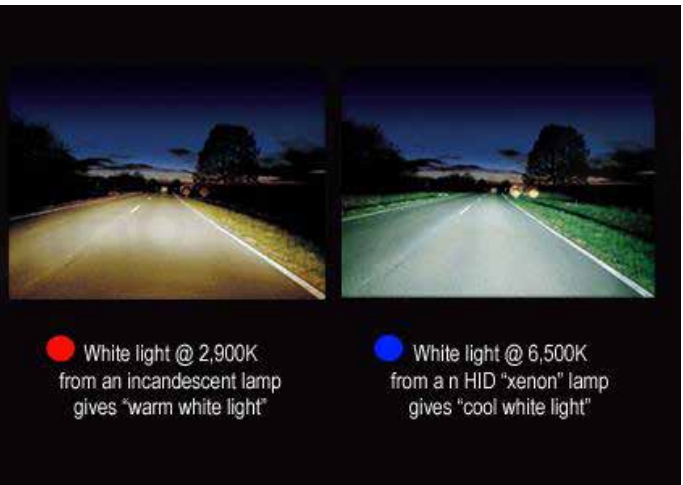 White light @ 2,900K
from an incandescent lamp
gives "warm white light"
White light @ 6,500K
from a n HID "xenon" lamp
gives "cool white light"